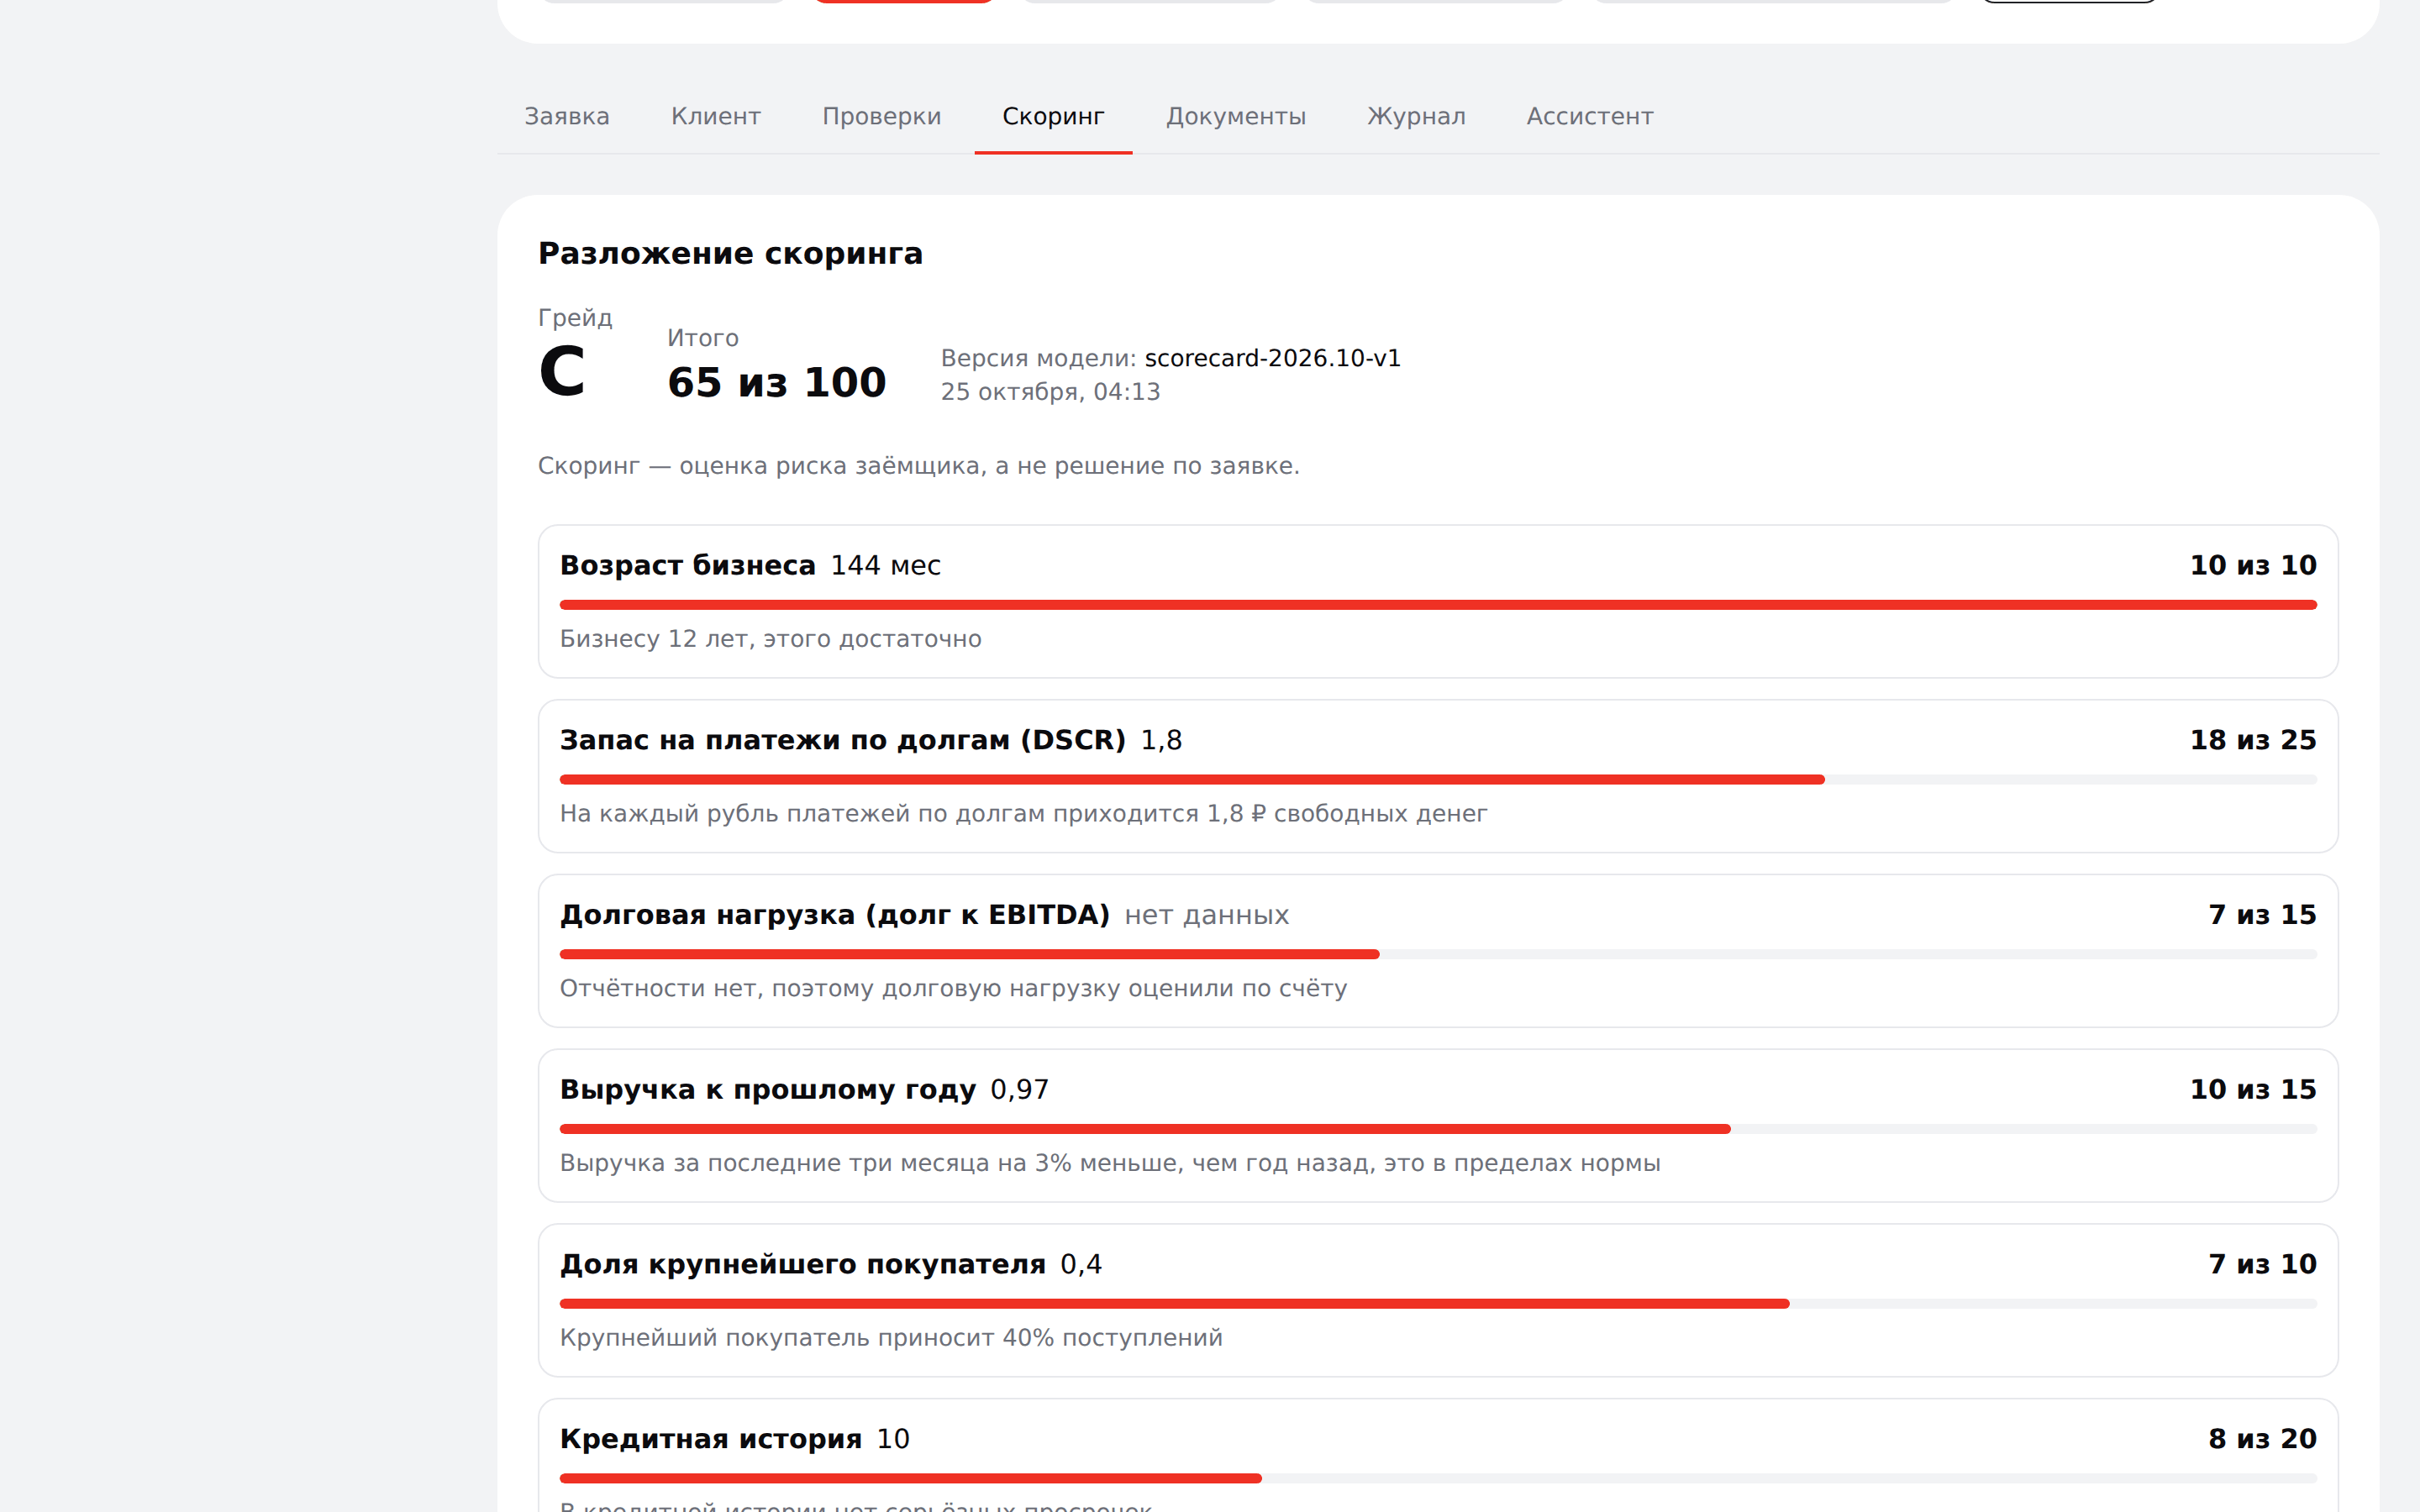 Заявка Клиент Проверки Скоринг Документы Журнал Ассистент
Разложение скоринга
Грейд
C
Итого
65 из 100
Версия модели: scorecard-2026.10-v1
25 октября, 04:13
Скоринг — оценка риска заёмщика, а не решение по заявке.
Возраст бизнеса 144 мес 10 из 10
Бизнесу 12 лет, этого достаточно
Запас на платежи по долгам (DSCR) 1,8 18 из 25
На каждый рубль платежей по долгам приходится 1,8 ₽ свободных денег
Долговая нагрузка (долг к EBITDA) нет данных 7 из 15
Отчётности нет, поэтому долговую нагрузку оценили по счёту
Выручка к прошлому году 0,97 10 из 15
Выручка за последние три месяца на 3% меньше, чем год назад, это в пределах нормы
Доля крупнейшего покупателя 0,4 7 из 10
Крупнейший покупатель приносит 40% поступлений
Кредитная история 10 8 из 20
В кредитной истории нет серьёзных просрочек